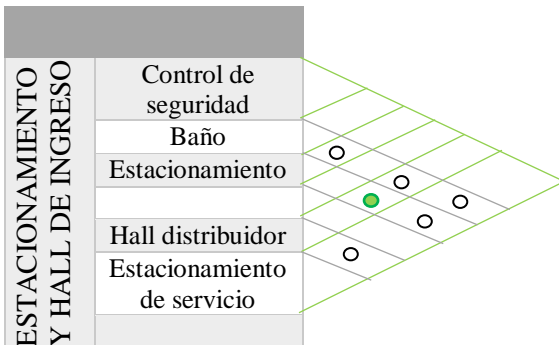 ESTACIONAMIENTO
Y HALL DE INGRESO
Control de
seguridad
Baño
Estacionamiento
Hall distribuidor
Estacionamiento
de servicio